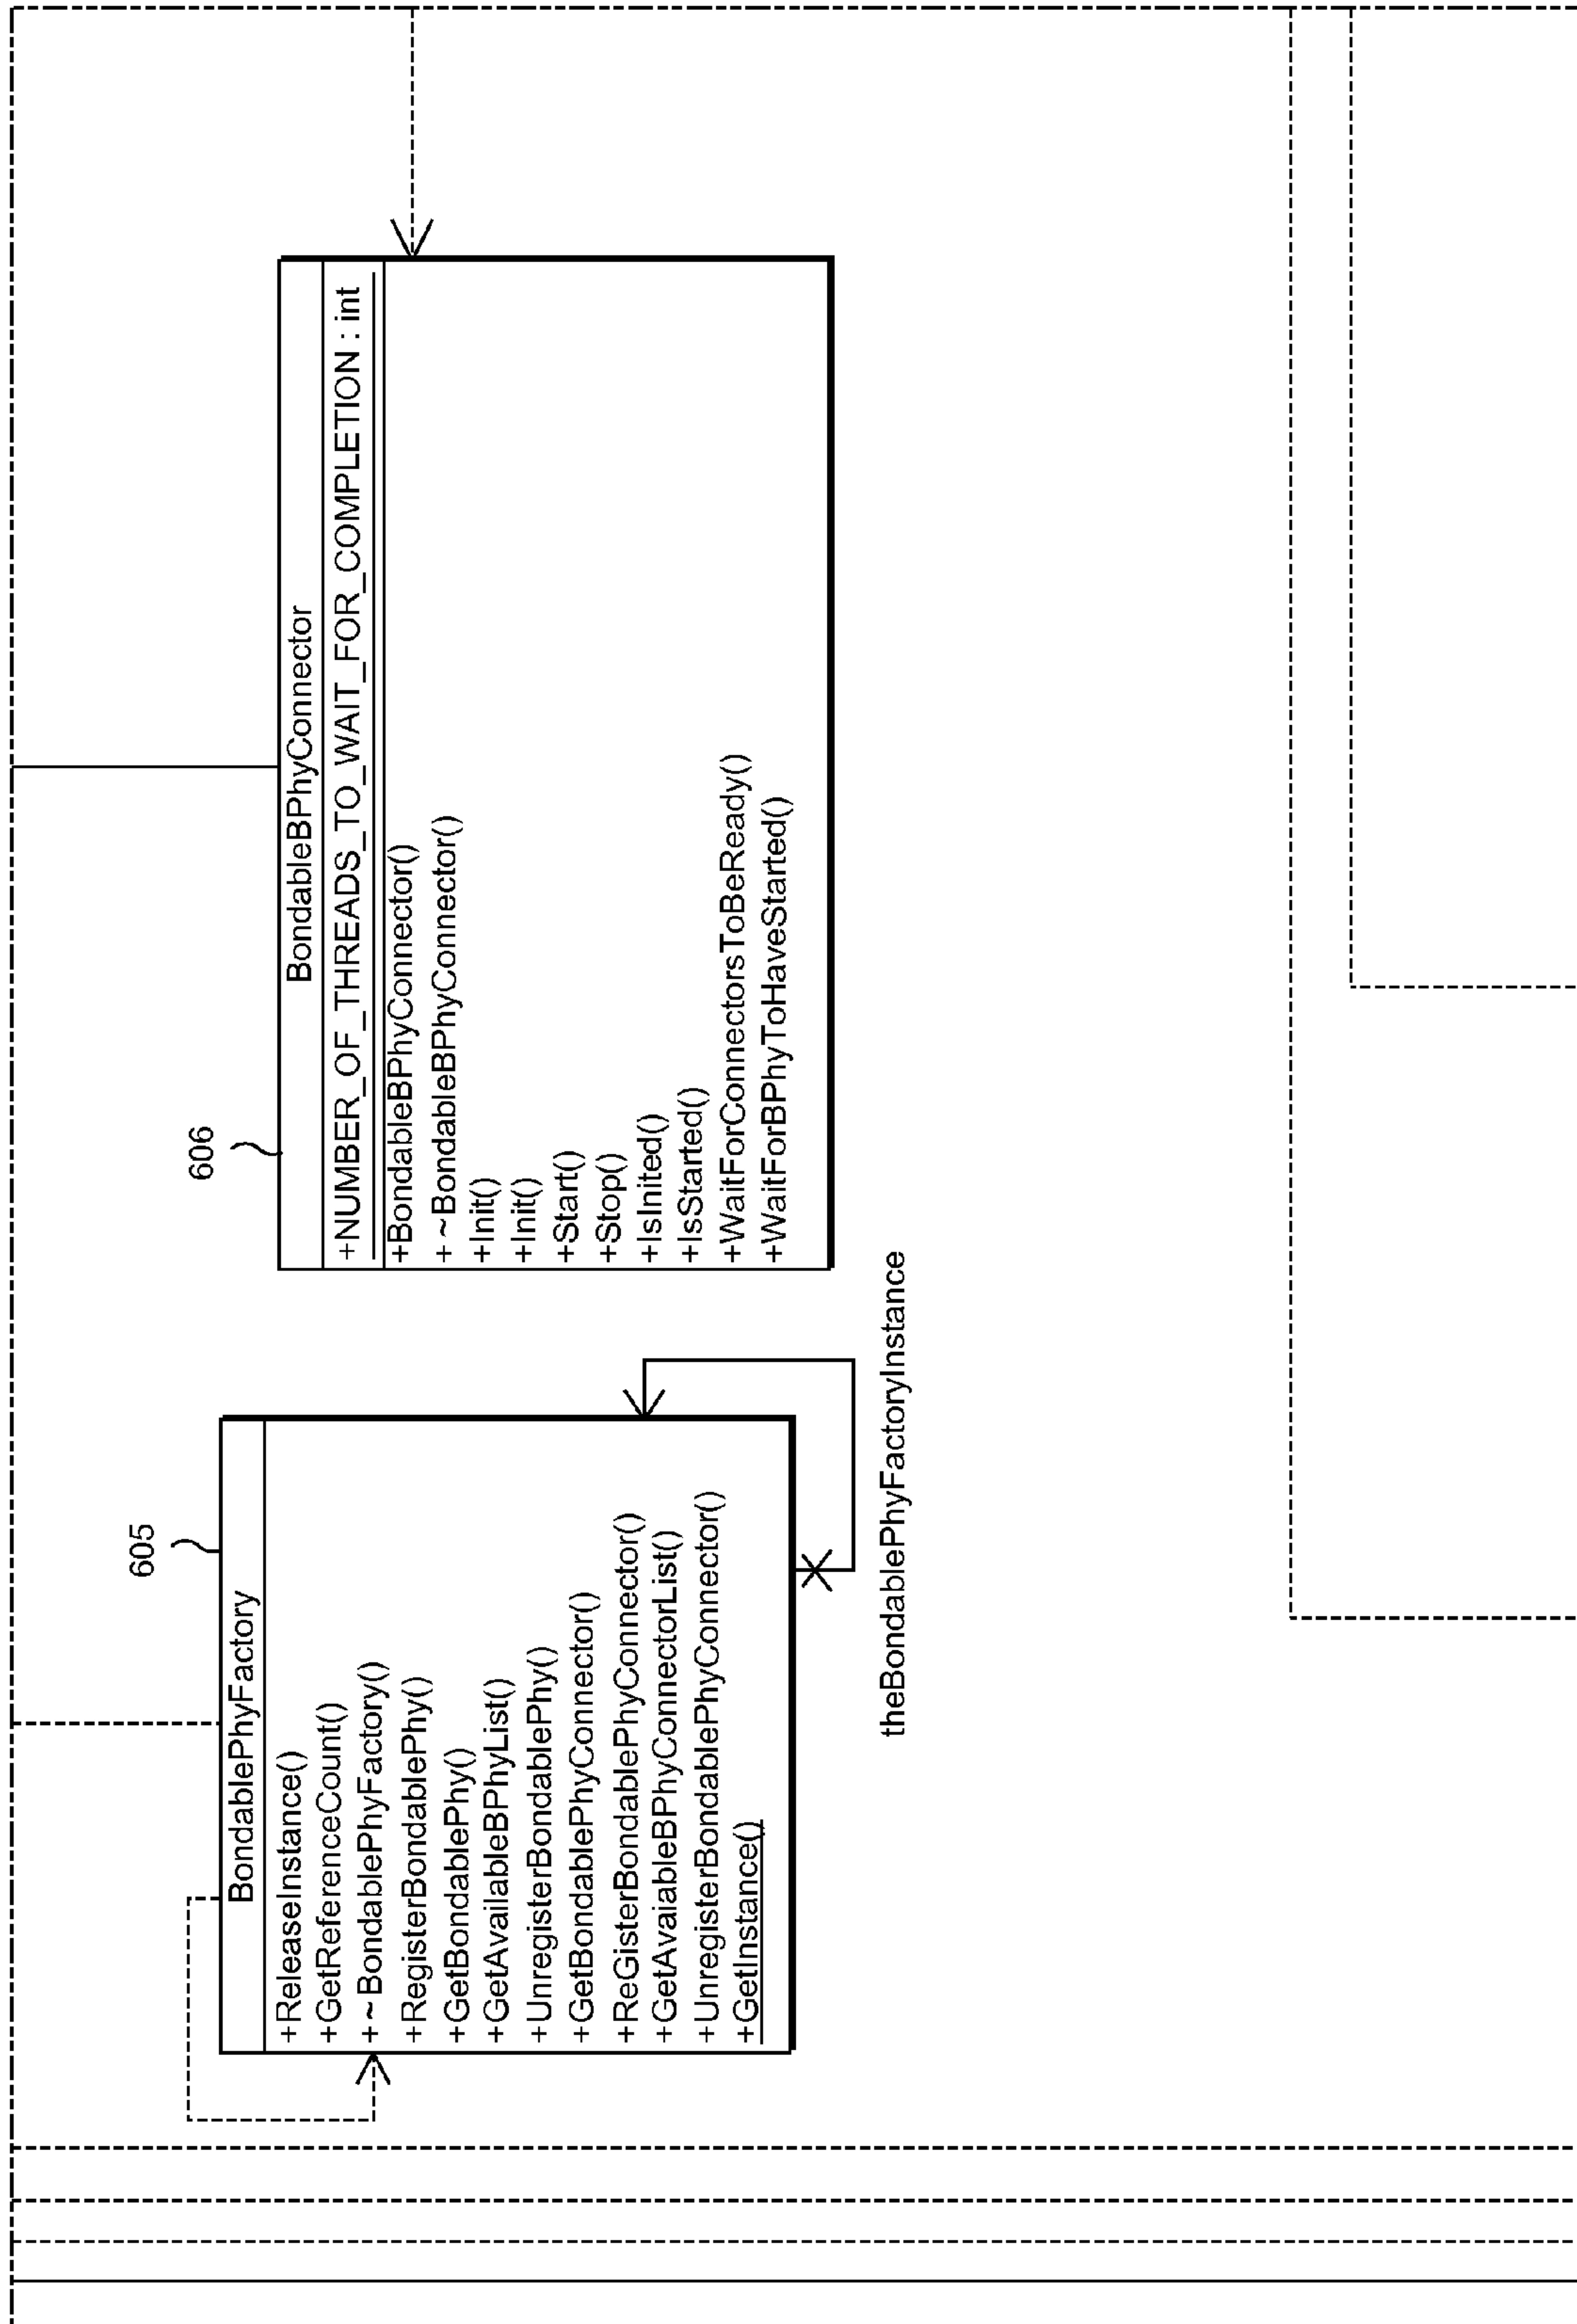 605
BondablePhyFactory
+ReleaseInstance()
+GetReferenceCount()
+~BondablePhyFactory()
+RegisterBondablePhy()
+GetBondablePhy()
+GetAvailableBPhyList()
+UnregisterBondablePhy()
+GetBondablePhyConnector()
+ReGisterBondablePhyConnector()
+GetAvaiableBPhyConnectorList()
+UnregisterBondablePhyConnector()
+GetInstance()
theBondablePhyFactoryInstance
606
BondableBPhyConnector
+NUMBER_OF_THREADS_TO_WAIT_FOR_COMPLETION : int
+BondableBPhyConnector()
+~BondableBPhyConnector()
+Init()
+Init()
+Start()
+Stop()
+IsInited()
+IsStarted()
+WaitForConnectorsToBeReady()
+WaitForBPhyToHaveStarted()